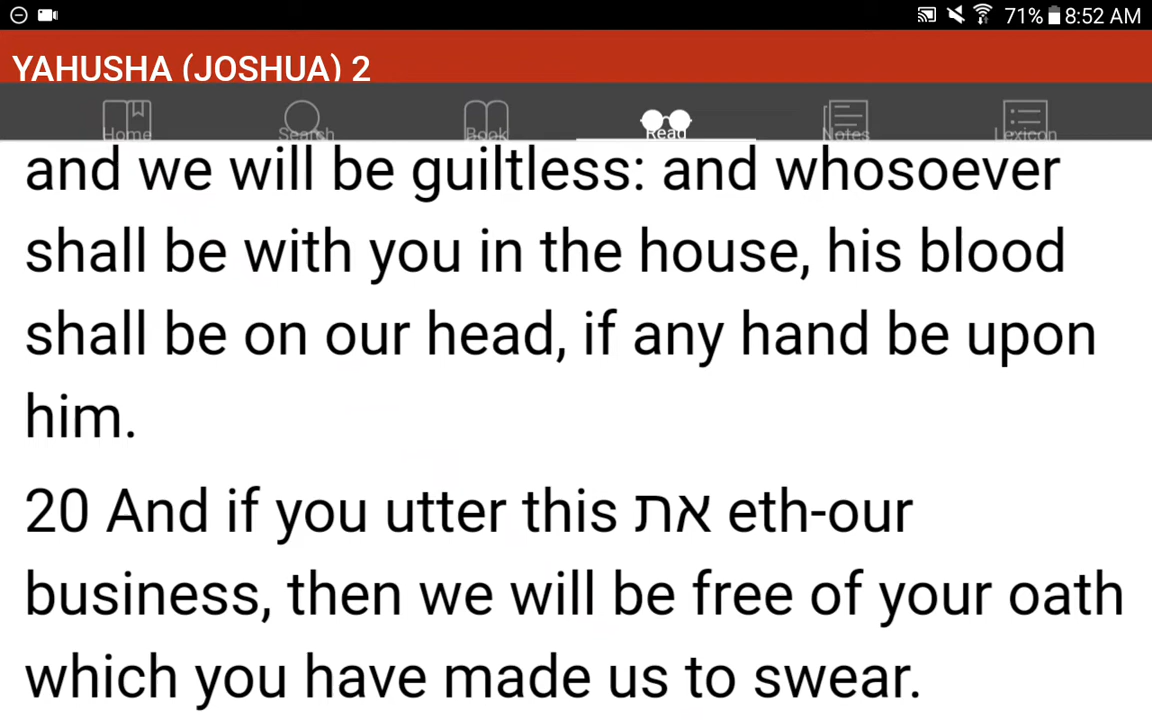 71% 8:52 AM
YAHUSHA (JOSHUA) 2
Home Search Book Read Notes Lexicon
and we will be guiltless: and whosoever
shall be with you in the house, his blood
shall be on our head, if any hand be upon
him.
20 And if you utter this את eth-our
business, then we will be free of your oath
which you have made us to swear.